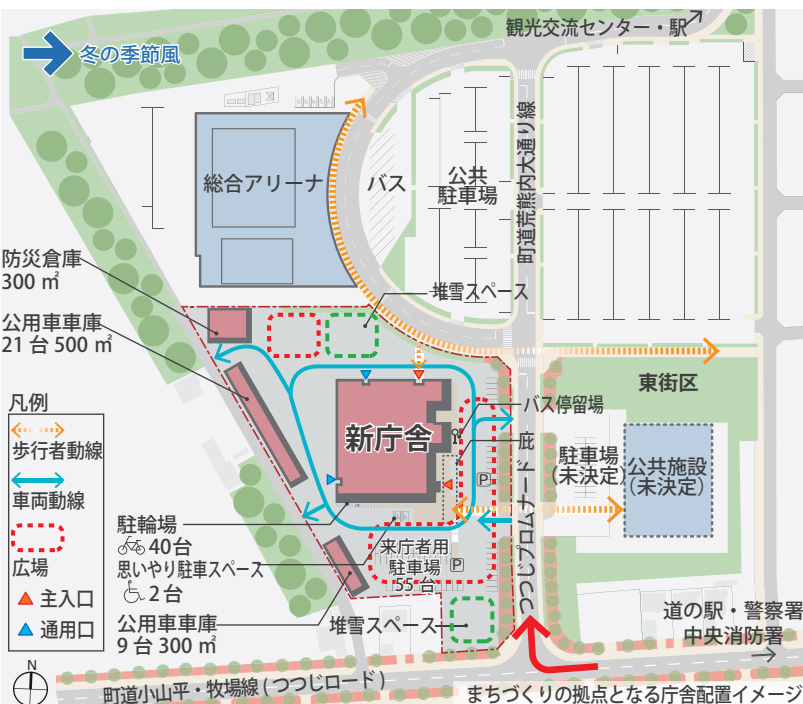 観光交流センター・駅
冬の季節風
総合アリーナ
バス
公共
駐車場
町道荒熊内大通り線
防災倉庫
300 ㎡
堆雪スペース
公用車車庫
21 台 500 ㎡
東街区
凡例
歩行者動線
車両動線
広場
主入口
通用口
新庁舎
バス停留場
庇
駐車場
(未決定)
公共施設
(未決定)
P
つつじプロムナード
駐輪場
40台
思いやり駐車スペース
2 台
来庁者用
駐車場
55 台
P
公用車車庫
9 台 300 ㎡
堆雪スペース
道の駅・警察署
中央消防署
N
町道小山平・牧場線 ( つつじロード )
まちづくりの拠点となる庁舎配置イメージ